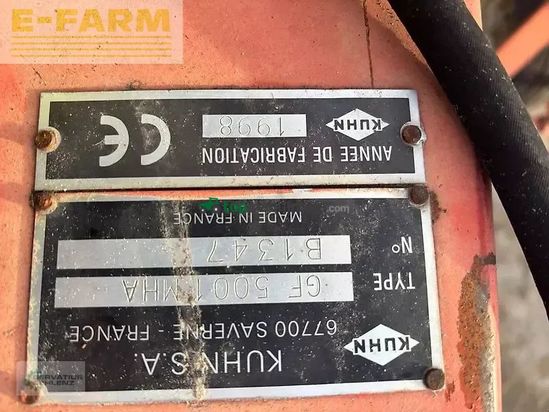 E-FARM
KUHN
KUHN S.A.
67700 SAVERNE - FRANCE
TYPE GF 5001 MHA
N° B1347
MADE IN FRANCE
KUHN
ANNEE DE FABRICATION
1998 CE
.com